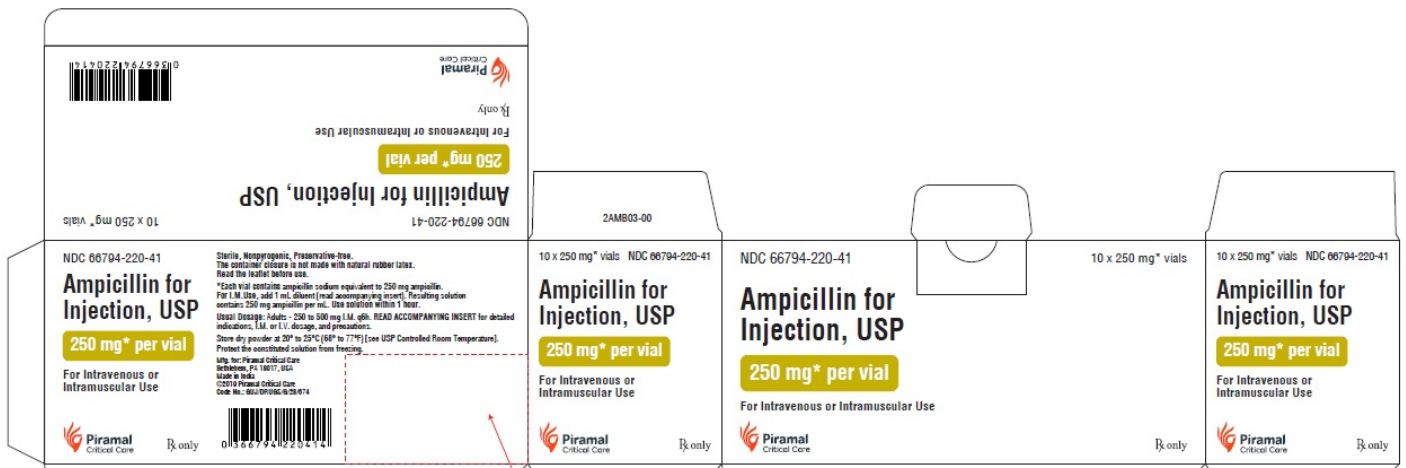 0 366794 220414
Piramal
Critical Care
Rx only
For Intravenous or Intramuscular Use
250 mg* per vial
Ampicillin for Injection, USP
10 x 250 mg* vials
NDC 66794-220-41
NDC 66794-220-41
Ampicillin for
Injection, USP
250 mg* per vial
For Intravenous or
Intramuscular Use
Piramal
Critical Care
Rx only
Sterile, Nonpyrogenic, Preservative-free.
The container closure is not made with natural rubber latex.
Read the leaflet before use.
*Each vial contains ampicillin sodium equivalent to 250 mg ampicillin.
For I.M.Use, add 1 mL diluent (read accompanying insert). Resulting solution
contains 250 mg ampicillin per mL. Use solution within 1 hour.
Usual Dosage: Adults - 250 to 500 mg I.M. q6h. READ ACCOMPANYING INSERT for detailed
indications, I.M. or I.V. dosage, and precautions.
Store dry powder at 20° to 25°C (68° to 77°F) [see USP Controlled Room Temperature].
Protect the constituted solution from freezing.
Mfg. for: Piramal Critical Care
Bethlehem, PA 18017, USA
Made in India
©2019 Piramal Critical Care
Code No.: GUJ/DRUGS/
0 366794 220414
2AMB03-00
10 x 250 mg* vials NDC 66794-220-41
Ampicillin for
Injection, USP
250 mg* per vial
For Intravenous or
Intramuscular Use
Piramal
Critical Care
Rx only
NDC 66794-220-41
10 x 250 mg* vials
Ampicillin for
Injection, USP
250 mg* per vial
For Intravenous or Intramuscular Use
Piramal
Critical Care
Rx only
10 x 250 mg* vials NDC 66794-220-41
Ampicillin for
Injection, USP
250 mg* per vial
For Intravenous or
Intramuscular Use
Piramal
Critical Care
Rx only